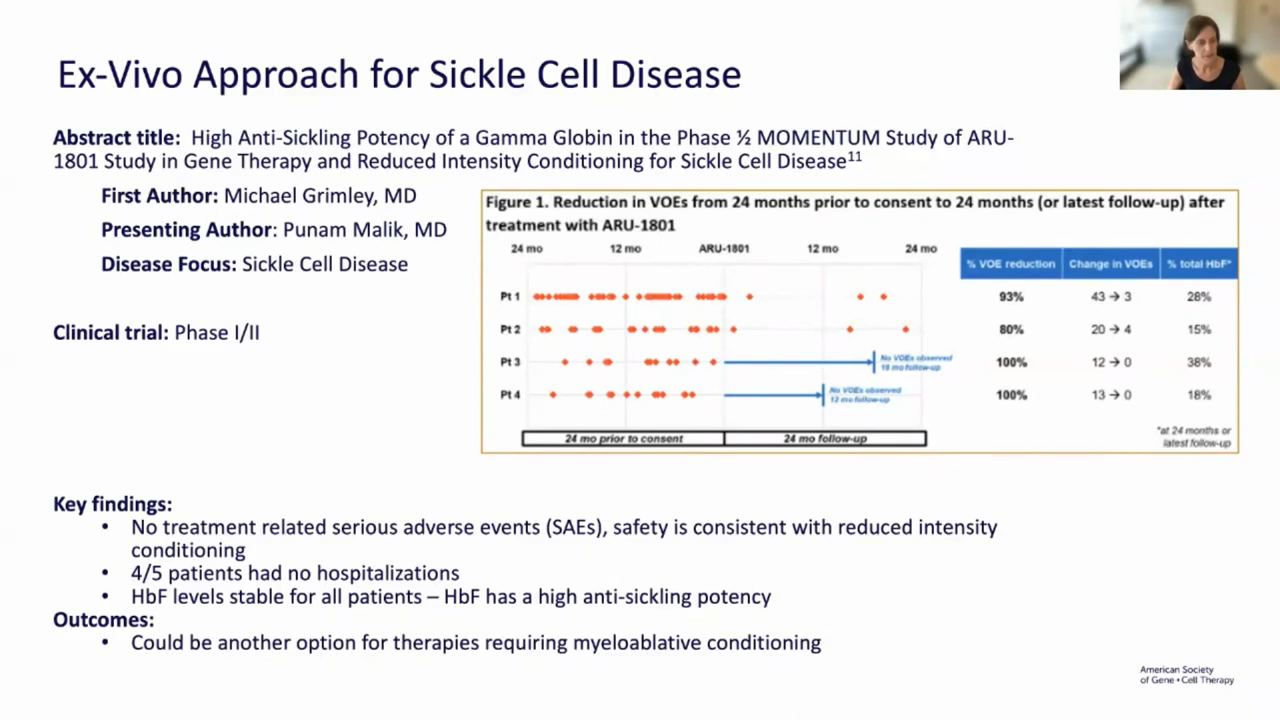 Ex-Vivo Approach for Sickle Cell Disease
Abstract title: High Anti-Sickling Potency of a Gamma Globin in the Phase ½ MOMENTUM Study of ARU-
1801 Study in Gene Therapy and Reduced Intensity Conditioning for Sickle Cell Disease¹¹
First Author: Michael Grimley, MD
Presenting Author: Punam Malik, MD
Disease Focus: Sickle Cell Disease
Clinical trial: Phase I/II
Figure 1. Reduction in VOEs from 24 months prior to consent to 24 months (or latest follow-up) after
treatment with ARU-1801
24 mo 12 mo ARU-1801 12 mo 24 mo
% VOE reduction Change in VOEs % total HbF*
Pt 1 93% 43 → 3 28%
Pt 2 80% 20 → 4 15%
Pt 3 No VOEs observed 100% 12 → 0 38%
18 mo follow-up
Pt 4 No VOEs observed 100% 13 → 0 18%
12 mo follow-up
24 mo prior to consent 24 mo follow-up
*at 24 months or
latest follow-up
Key findings:
• No treatment related serious adverse events (SAEs), safety is consistent with reduced intensity
conditioning
• 4/5 patients had no hospitalizations
• HbF levels stable for all patients – HbF has a high anti-sickling potency
Outcomes:
• Could be another option for therapies requiring myeloablative conditioning
American Society
of Gene + Cell Therapy